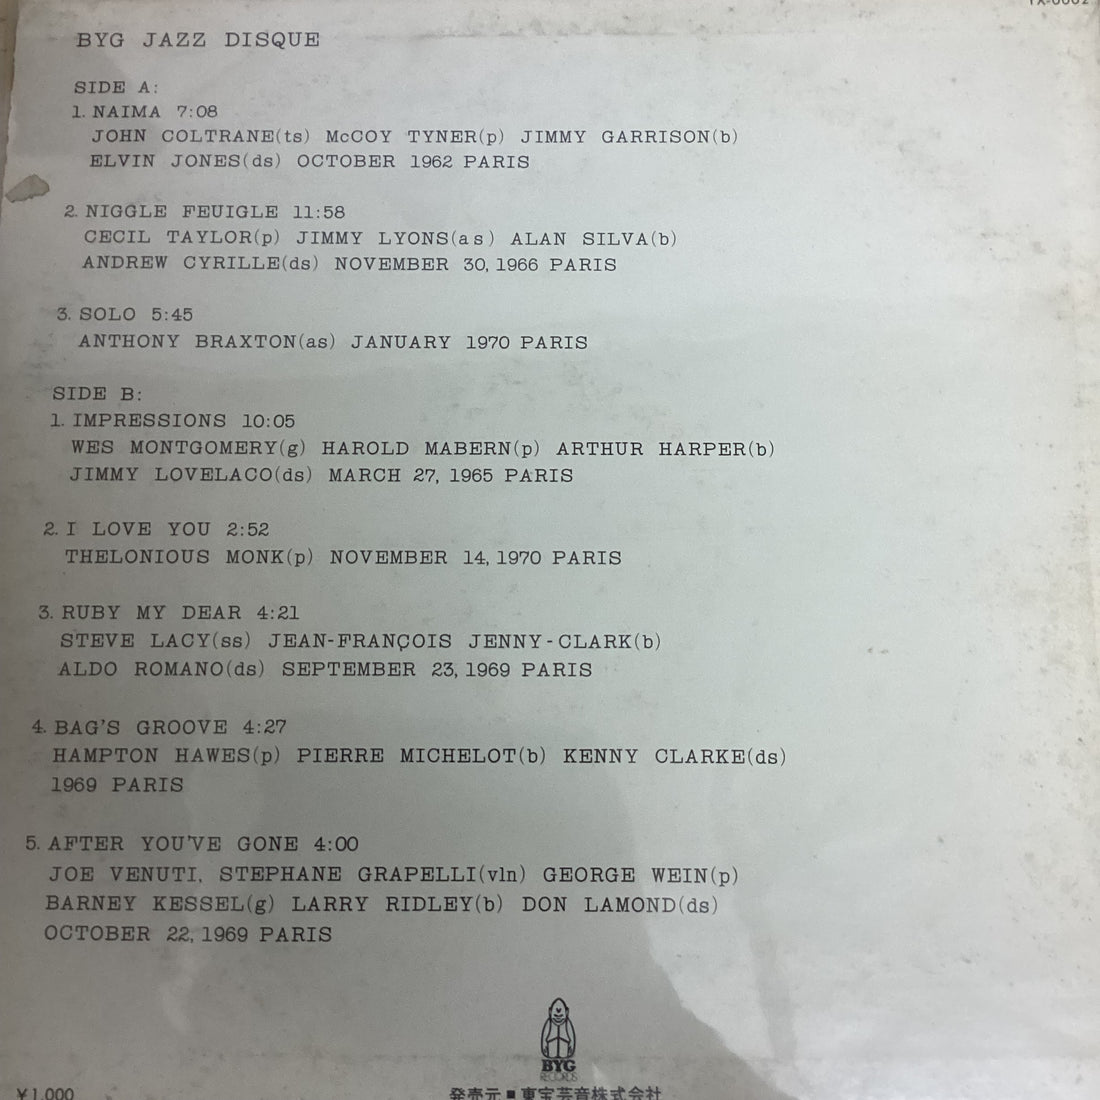 YX-6002
BYG JAZZ DISQUE
SIDE A:
1. NAIMA 7:08
JOHN COLTRANE(ts) McCOY TYNER(p) JIMMY GARRISON(b)
ELVIN JONES(ds) OCTOBER 1962 PARIS
2. NIGGLE FEUIGLE 11:58
CECIL TAYLOR(p) JIMMY LYONS(as) ALAN SILVA(b)
ANDREW CYRILLE(ds) NOVEMBER 30, 1966 PARIS
3. SOLO 5:45
ANTHONY BRAXTON(as) JANUARY 1970 PARIS
SIDE B:
1. IMPRESSIONS 10:05
WES MONTGOMERY(g) HAROLD MABERN(p) ARTHUR HARPER(b)
JIMMY LOVELACO(ds) MARCH 27, 1965 PARIS
2. I LOVE YOU 2:52
THELONIOUS MONK(p) NOVEMBER 14, 1970 PARIS
3. RUBY MY DEAR 4:21
STEVE LACY(ss) JEAN-FRANÇOIS JENNY-CLARK(b)
ALDO ROMANO(ds) SEPTEMBER 23, 1969 PARIS
4. BAG'S GROOVE 4:27
HAMPTON HAWES(p) PIERRE MICHELOT(b) KENNY CLARKE(ds)
1969 PARIS
5. AFTER YOU'VE GONE 4:00
JOE VENUTI, STEPHANE GRAPELLI(vln) GEORGE WEIN(p)
BARNEY KESSEL(g) LARRY RIDLEY(b) DON LAMOND(ds)
OCTOBER 22, 1969 PARIS
BYG
RECORDS
¥1,000
発売元■東宝芸音株式会社